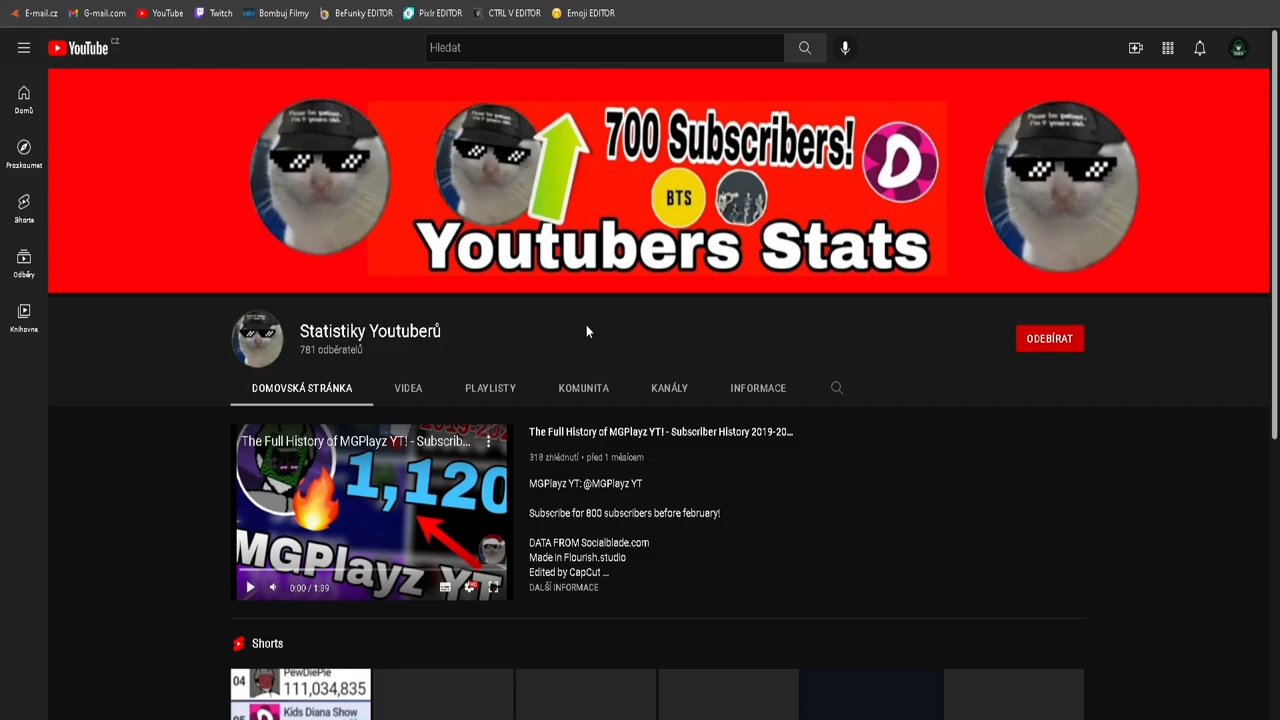 E-mail.cz G-mail.com YouTube Twitch Bombuj Filmy BeFunky EDITOR Pixlr EDITOR CTRL V EDITOR Emoji EDITOR
YouTube CZ
Hledat
Domů
Prozkoumat
Shorts
Odběry
Knihovna
700 Subscribers!
BTS
D
Youtubers Stats
Statistiky Youtuberů
781 odběratelů
ODEBÍRAT
DOMOVSKÁ STRÁNKA VIDEA PLAYLISTY KOMUNITA KANÁLY INFORMACE
The Full History of MGPlayz YT! - Subscrib...
1,120
MGPlayz YT
0:00 / 1:39
The Full History of MGPlayz YT! - Subscriber History 2019-20...
318 zhlédnutí • před 1 měsícem
MGPlayz YT: @MGPlayz YT
Subscribe for 800 subscribers before february!
DATA FROM Socialblade.com
Made in Flourish.studio
Edited by CapCut ...
DALŠÍ INFORMACE
Shorts
04 PewDiePie
111,034,835
Kids Diana Show